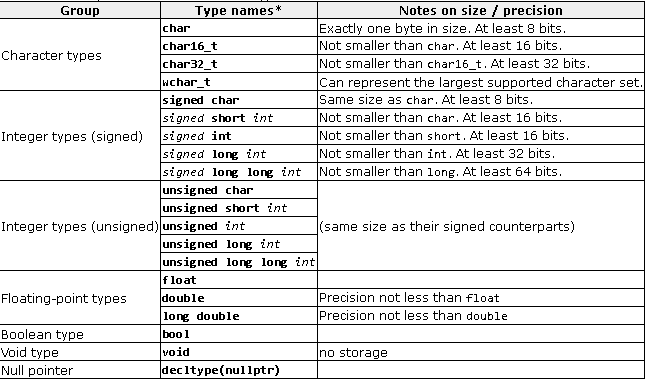 Group Type names* Notes on size / precision
Character types
char Exactly one byte in size. At least 8 bits.
char16_t Not smaller than char. At least 16 bits.
char32_t Not smaller than char16_t. At least 32 bits.
wchar_t Can represent the largest supported character set.
Integer types (signed)
signed char Same size as char. At least 8 bits.
signed short int Not smaller than char. At least 16 bits.
signed int Not smaller than short. At least 16 bits.
signed long int Not smaller than int. At least 32 bits.
signed long long int Not smaller than long. At least 64 bits.
Integer types (unsigned)
unsigned char
unsigned short int
unsigned int
unsigned long int
unsigned long long int
(same size as their signed counterparts)
Floating-point types
float
double Precision not less than float
long double Precision not less than double
Boolean type bool
Void type void no storage
Null pointer decltype(nullptr)